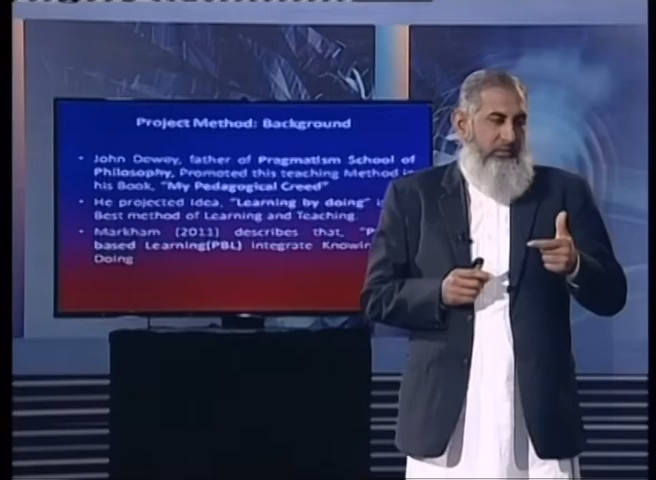 Project Method: Background
• John Dewey, father of Pragmatism School of
Philosophy, Promoted this teaching Method in
his Book, "My Pedagogical Creed"
• He projected Idea, "Learning by doing"
Best method of Learning and Teaching.
• Markham (2011) describes that,
based Learning(PBL) integrate
Doing